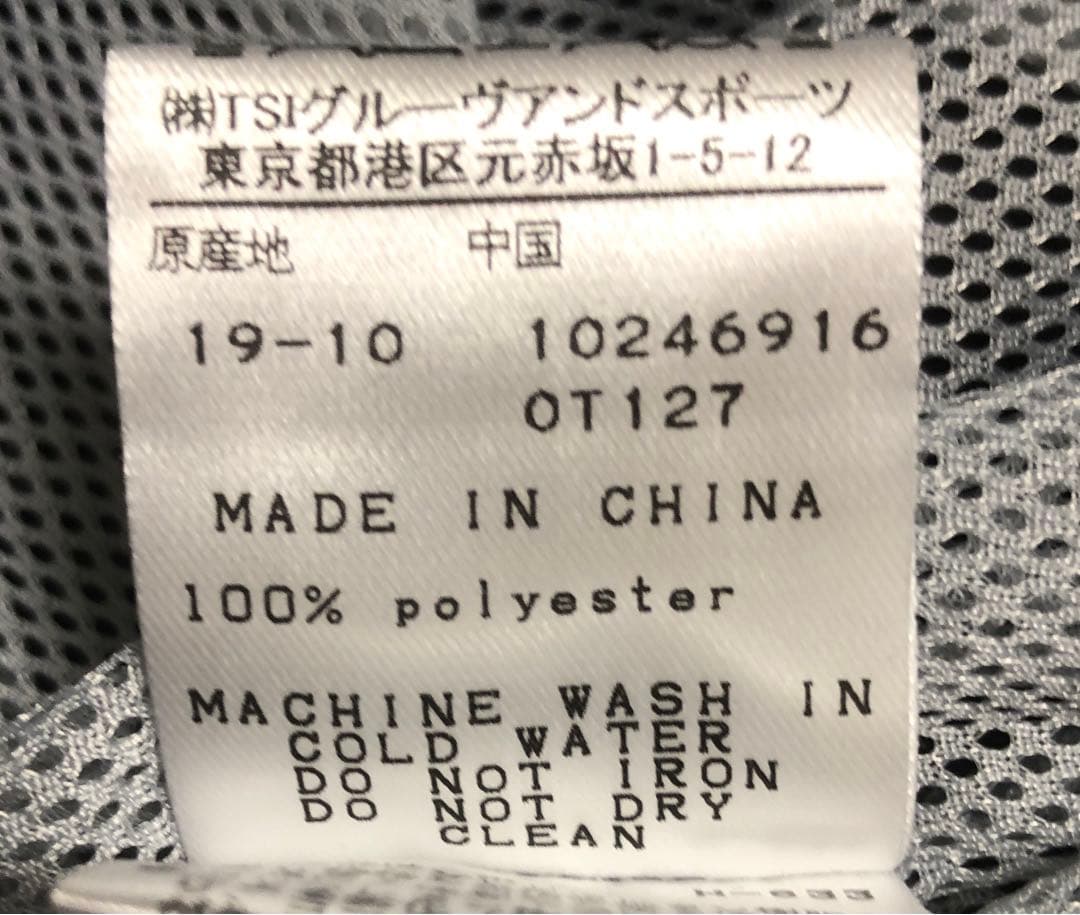 ㈱TSIグルーヴアンドスポーツ
東京都港区元赤坂1-5-12
原産地 中国
19-10 10246916
OT127
MADE IN CHINA
100% polyester
MACHINE WASH IN
COLD WATER
DO NOT IRON
DO NOT DRY
CLEAN